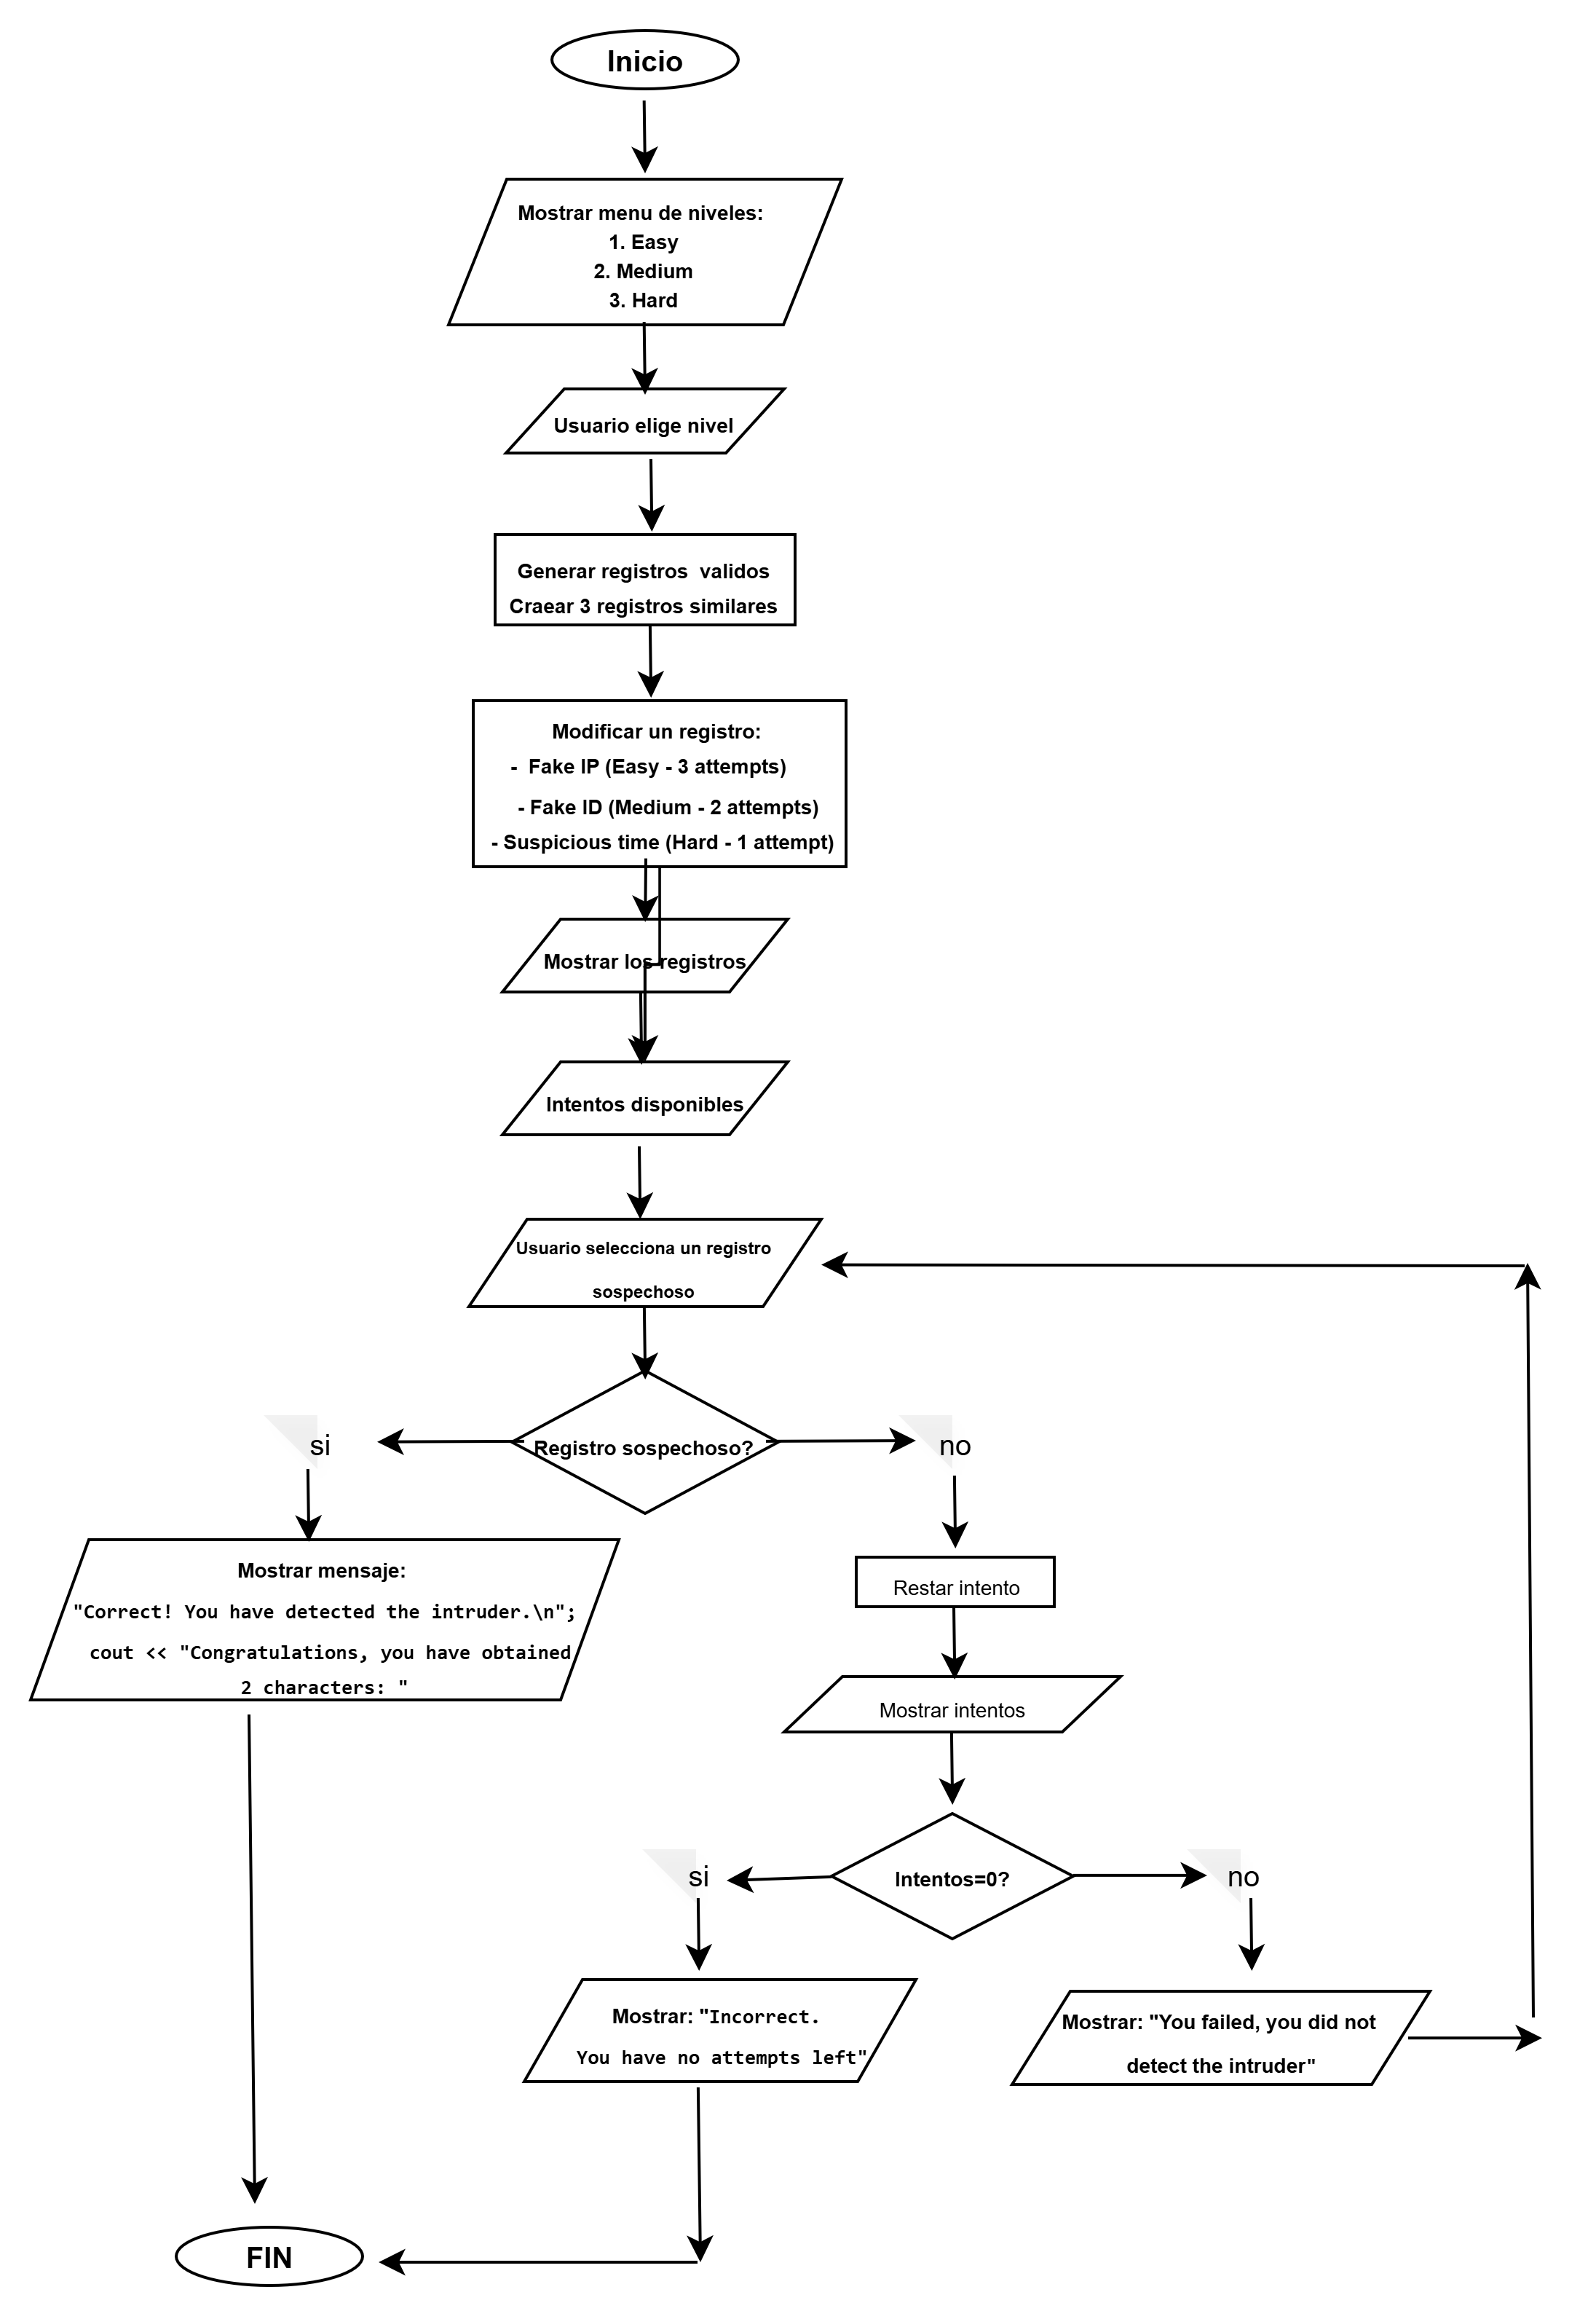 Inicio
Mostrar menu de niveles:
1. Easy
2. Medium
3. Hard
Usuario elige nivel
Generar registros  validos
Craear 3 registros similares
Modificar un registro:
-  Fake IP (Easy - 3 attempts)
- Fake ID (Medium - 2 attempts)
- Suspicious time (Hard - 1 attempt)
Mostrar los registros
Intentos disponibles
Usuario selecciona un registro
sospechoso
Registro sospechoso?
si
no
Mostrar mensaje:
"Correct! You have detected the intruder.\n";
cout << "Congratulations, you have obtained
2 characters: "
Restar intento
Mostrar intentos
Intentos=0?
si
no
Mostrar: "Incorrect.
You have no attempts left"
Mostrar: "You failed, you did not
detect the intruder"
FIN